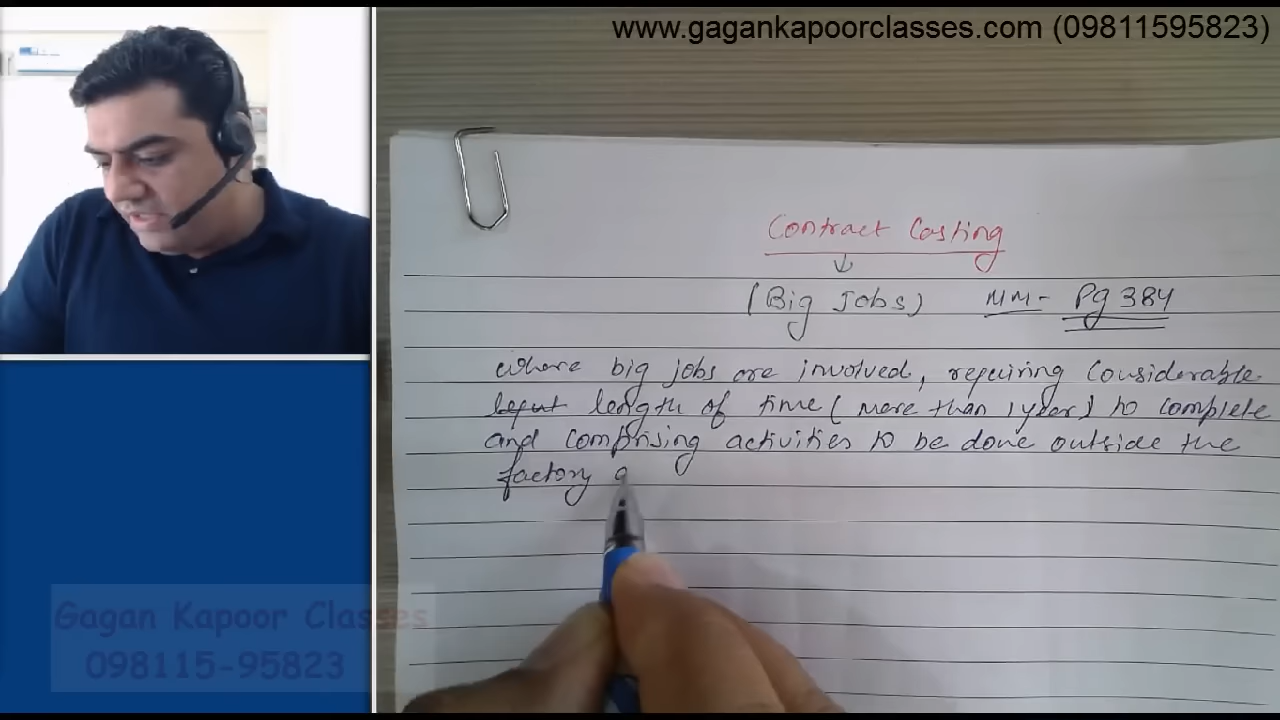 www.gagankapoorclasses.com (09811595823)
Contract Costing
(Big Jobs) MM- Pg 384
where big jobs are involved, requiring Considerable
length of time (more than 1 year) to complete
and comprising activities to be done outside the
factory a
Gagan Kapoor Classes
098115-95823